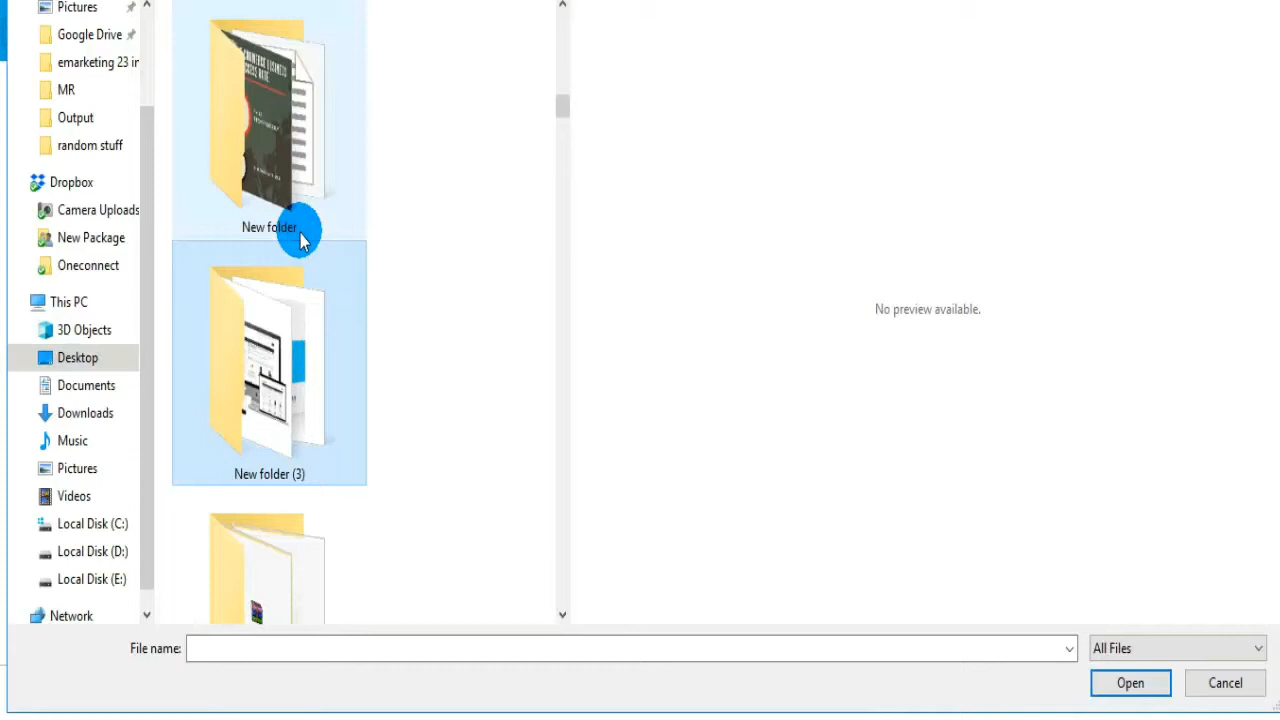 Pictures
Google Drive
emarketing 23 in
MR
Output
random stuff
Dropbox
Camera Uploads
New Package
Oneconnect
This PC
3D Objects
Desktop
Documents
Downloads
Music
Pictures
Videos
Local Disk (C:)
Local Disk (D:)
Local Disk (E:)
Network
New folder
New folder (3)
No preview available.
File name:
All Files
Open
Cancel